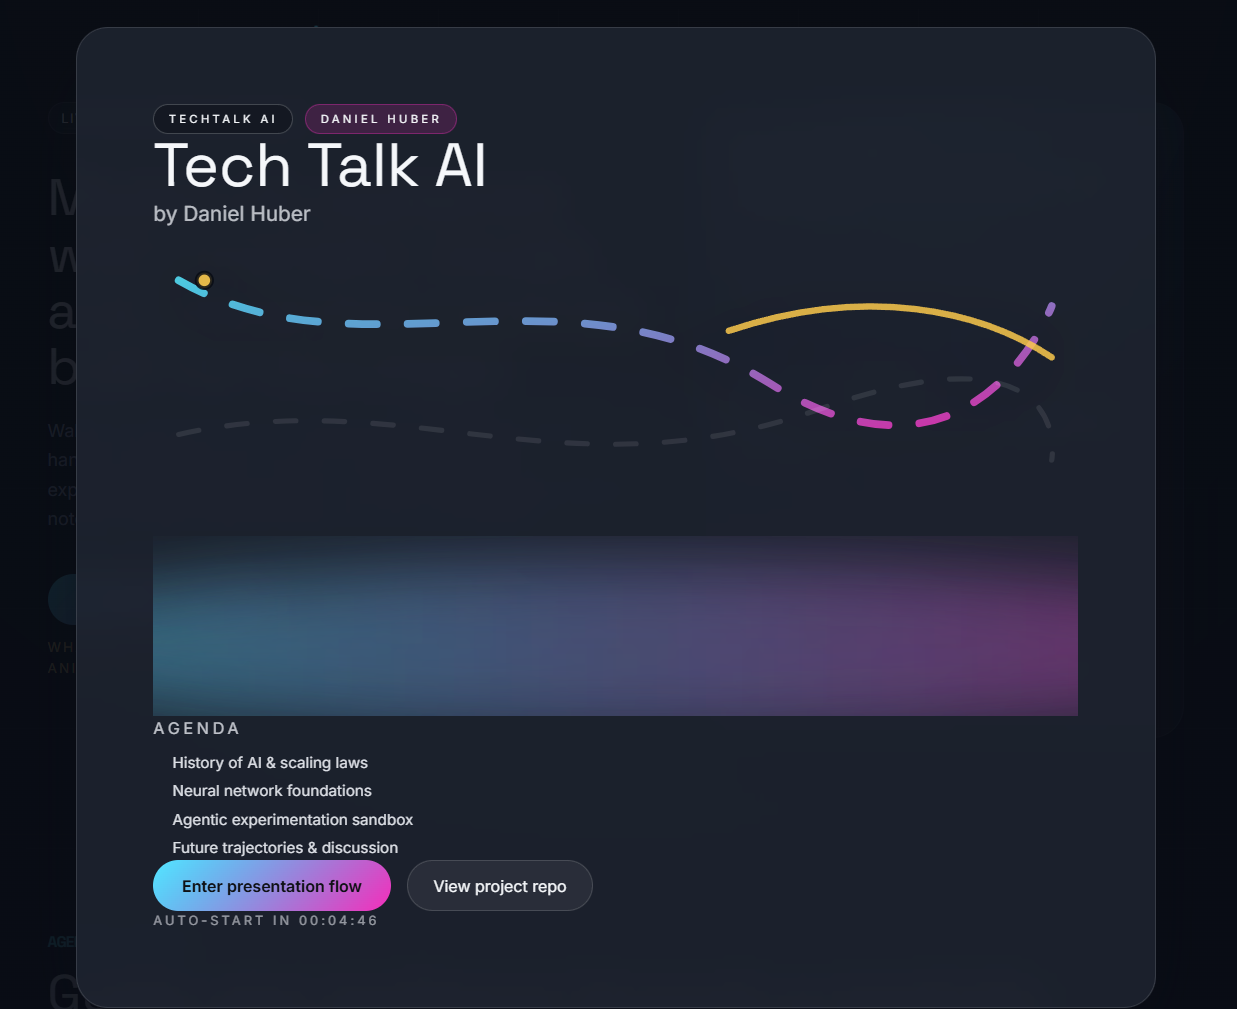 TECHTALK AI
DANIEL HUBER
Tech Talk AI
by Daniel Huber
AGENDA
History of AI & scaling laws
Neural network foundations
Agentic experimentation sandbox
Future trajectories & discussion
Enter presentation flow
View project repo
AUTO-START IN 00:04:46